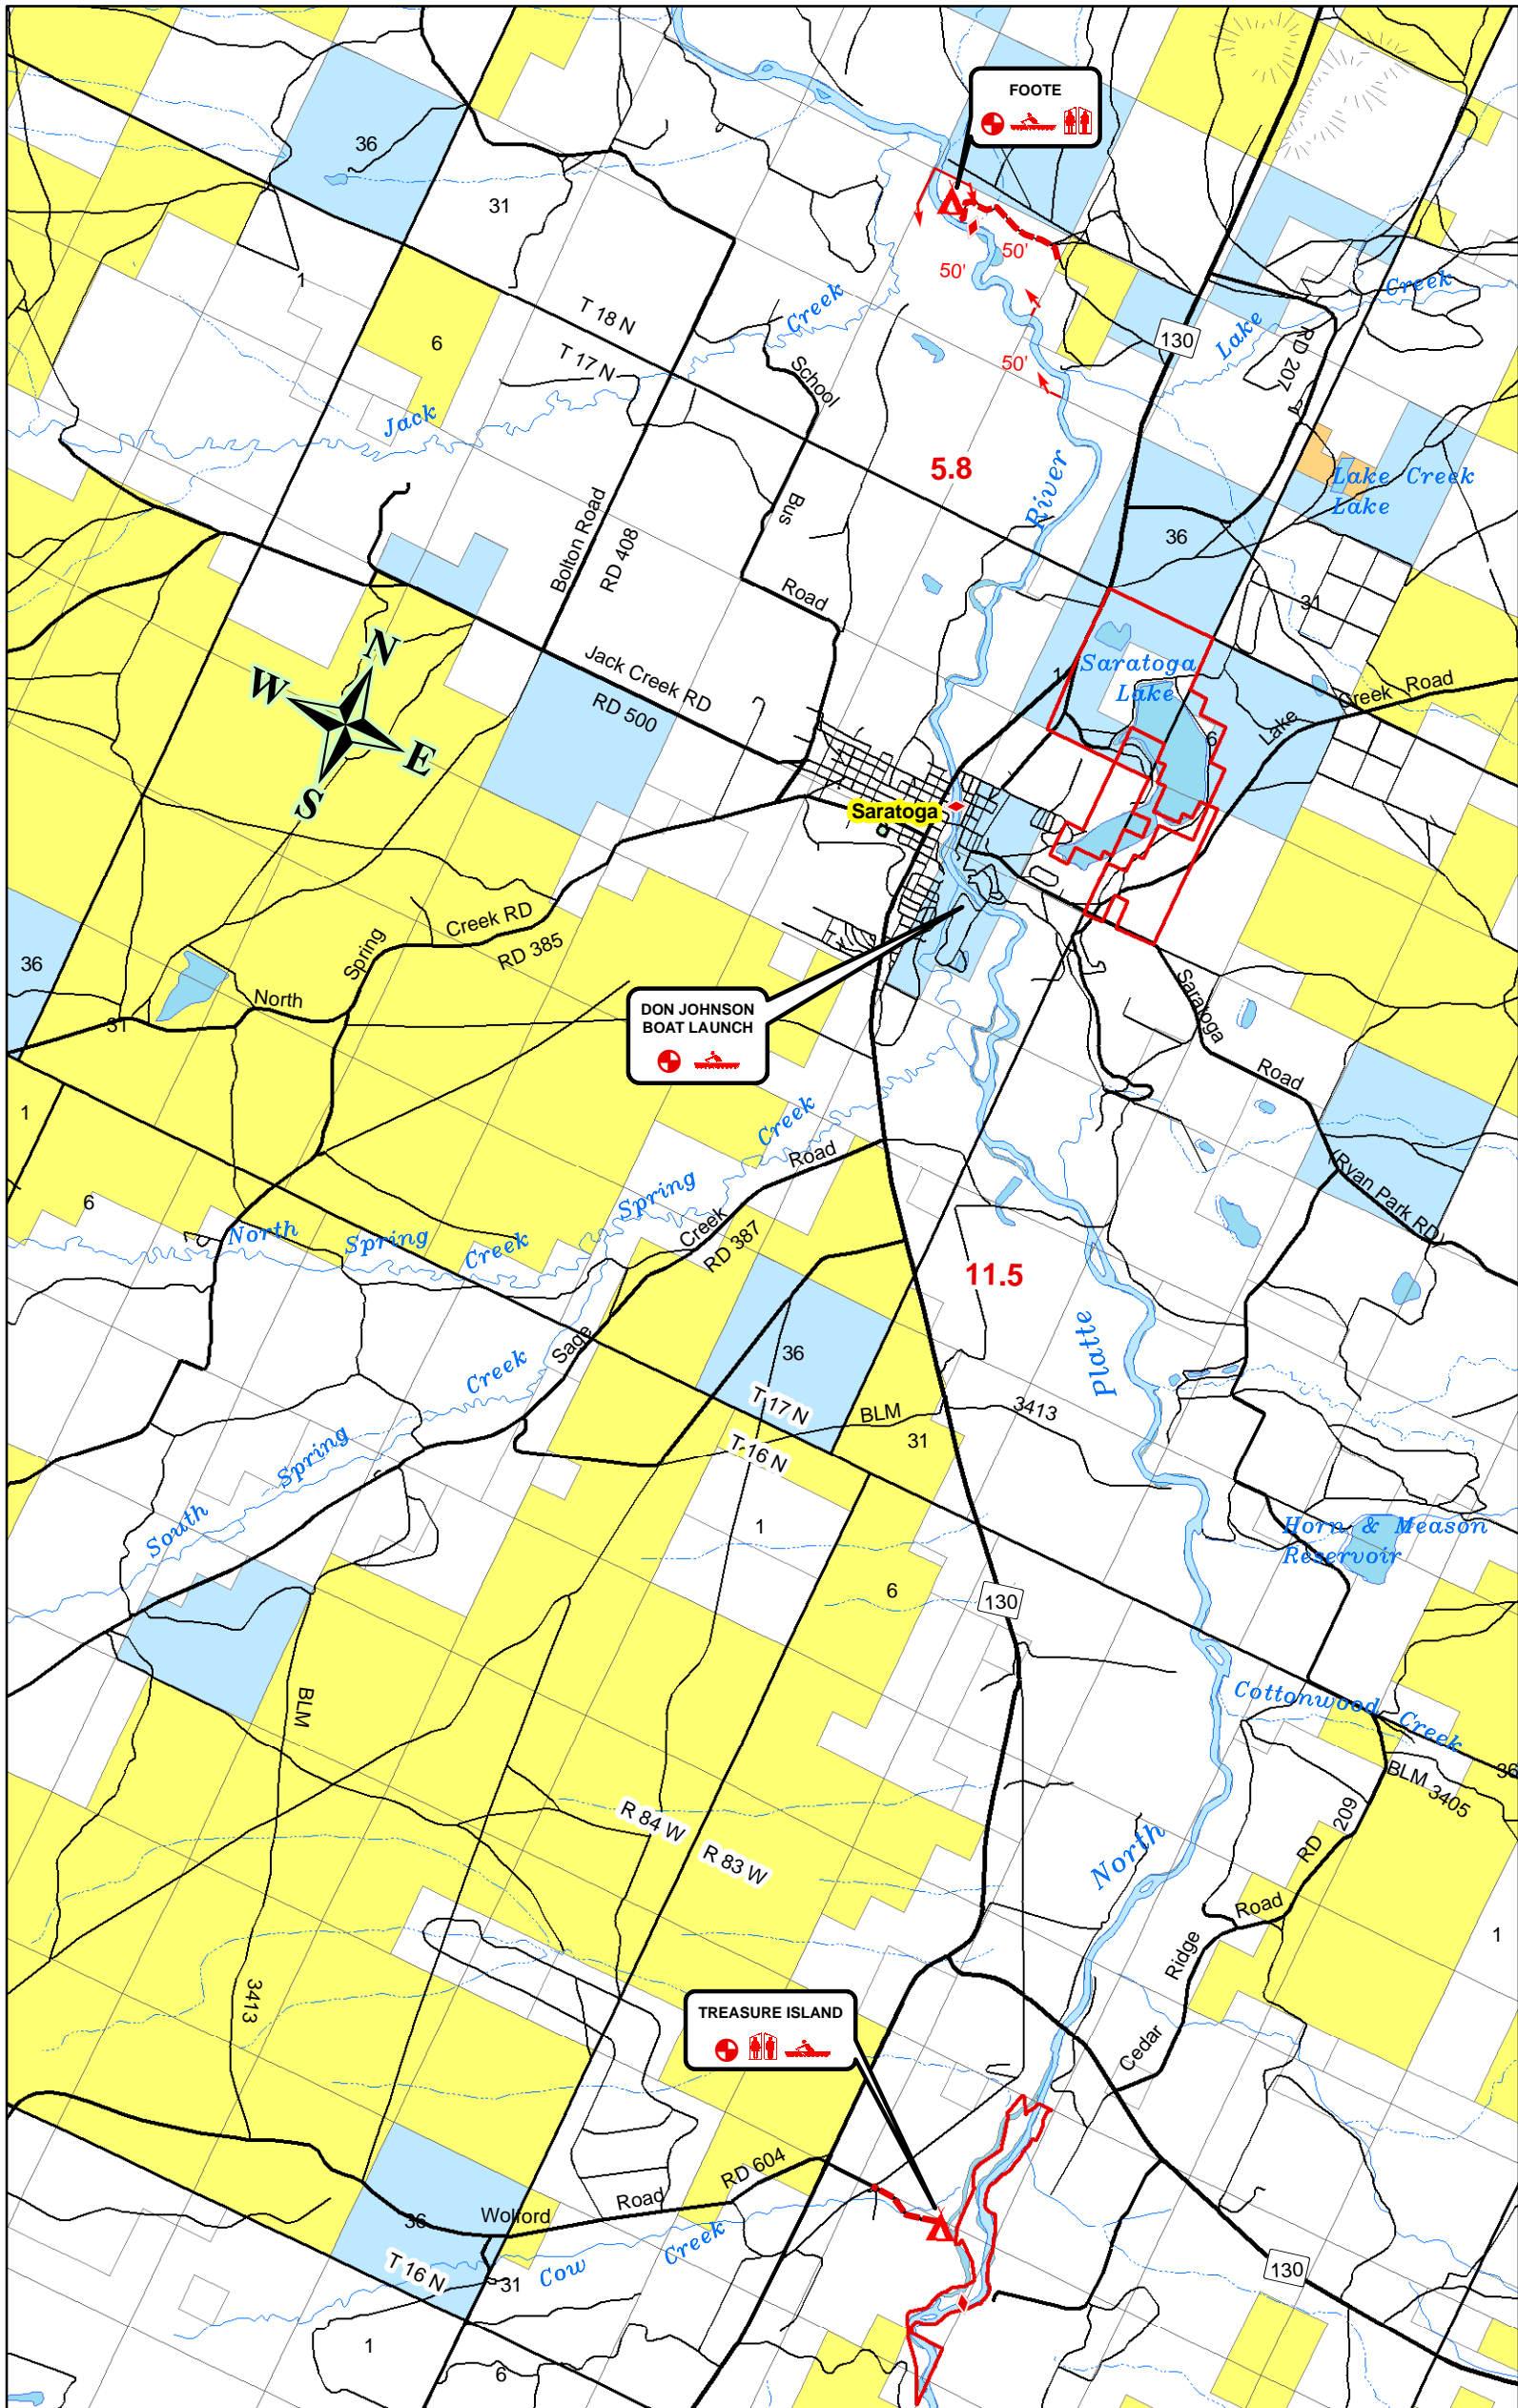 FOOTE
36
31
1
6
T 18 N
T 17 N
Creek
Jack
School
Bus
Road
Bolton Road
RD 408
Jack Creek RD
RD 500
50'
50'
50'
5.8
River
130
Lake
Creek
RD 207
Lake Creek
Lake
36
31
Saratoga
Lake
6
Lake
Creek Road
N
W
E
S
Saratoga
36
31
North
Spring
Creek RD
RD 385
DON JOHNSON
BOAT LAUNCH
Saratoga
Road
(Ryan Park RD)
1
6
North
Spring
Creek
Spring
Creek
Sage
Creek
Road
RD 387
11.5
Platte
36
T 17 N
T 16 N
BLM
3413
31
South
Spring
Creek
1
6
130
Horn & Meason
Reservoir
Cottonwood Creek
36
BLM 3405
BLM
3413
R 84 W
R 83 W
North
RD
209
Cedar
Ridge
Road
1
TREASURE ISLAND
RD 604
Wolford
Road
36
T 16 N
31
Cow
Creek
1
6
130